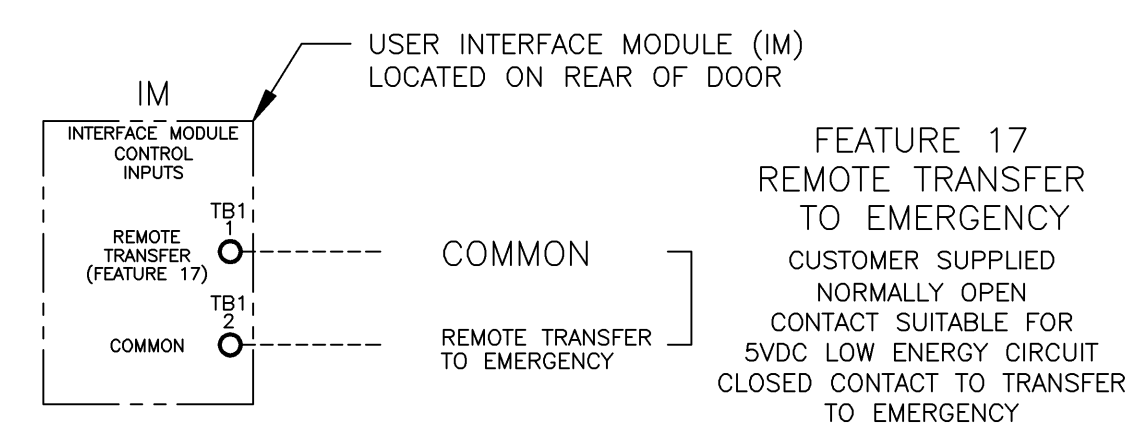 USER INTERFACE MODULE (IM)
LOCATED ON REAR OF DOOR
IM
INTERFACE MODULE
CONTROL
INPUTS
TB1
1
REMOTE
TRANSFER
(FEATURE 17)
TB1
2
COMMON
COMMON
REMOTE TRANSFER
TO EMERGENCY
FEATURE 17
REMOTE TRANSFER
TO EMERGENCY
CUSTOMER SUPPLIED
NORMALLY OPEN
CONTACT SUITABLE FOR
5VDC LOW ENERGY CIRCUIT
CLOSED CONTACT TO TRANSFER
TO EMERGENCY